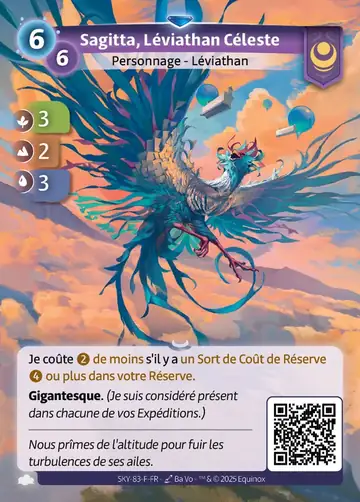 6
6
Sagitta, Léviathan Céleste
Personnage - Léviathan
3
2
3
Je coûte 2 de moins s'il y a un Sort de Coût de Réserve
4 ou plus dans votre Réserve.
Gigantesque. (Je suis considéré présent
dans chacune de vos Expéditions.)
Nous prîmes de l'altitude pour fuir les
turbulences de ses ailes.
SKY-83-F-FR - Ba Vo - ™ & © 2025 Equinox